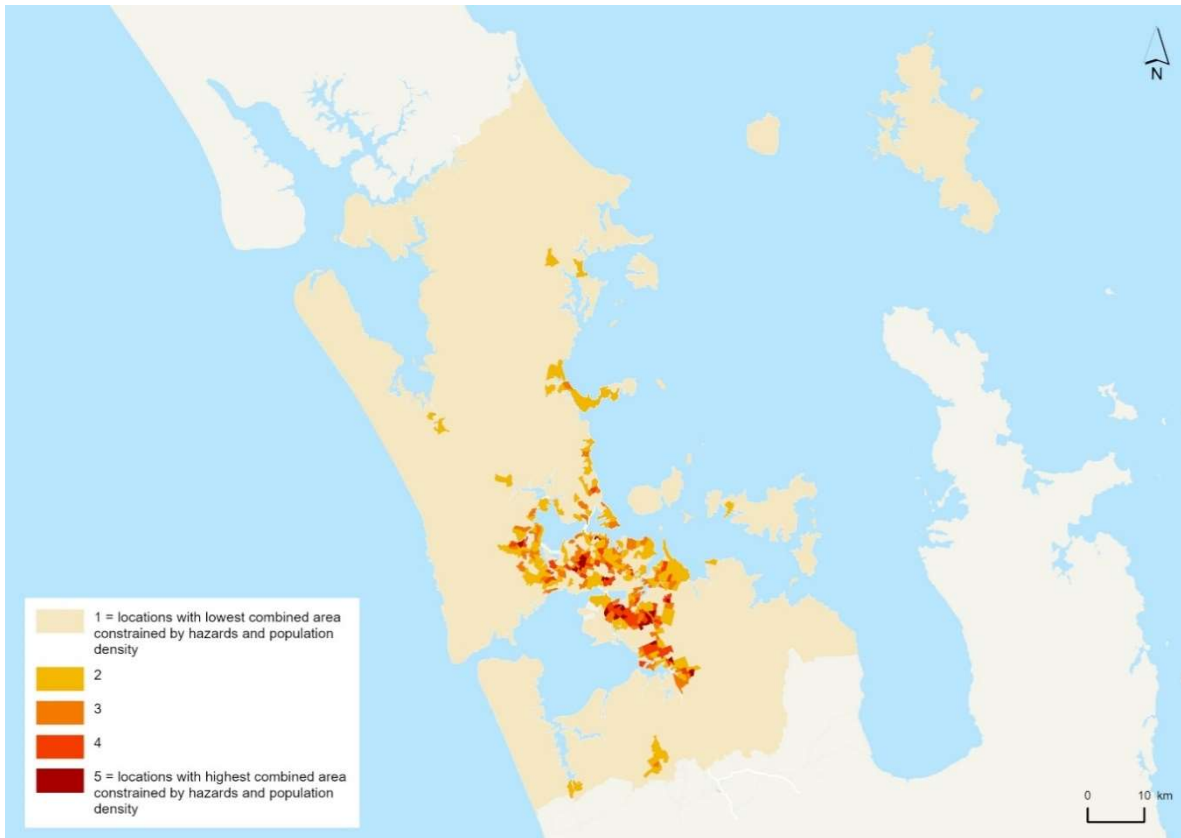 N
1 = locations with lowest combined area
constrained by hazards and population
density
2
3
4
5 = locations with highest combined area
constrained by hazards and population
density
0 10 km